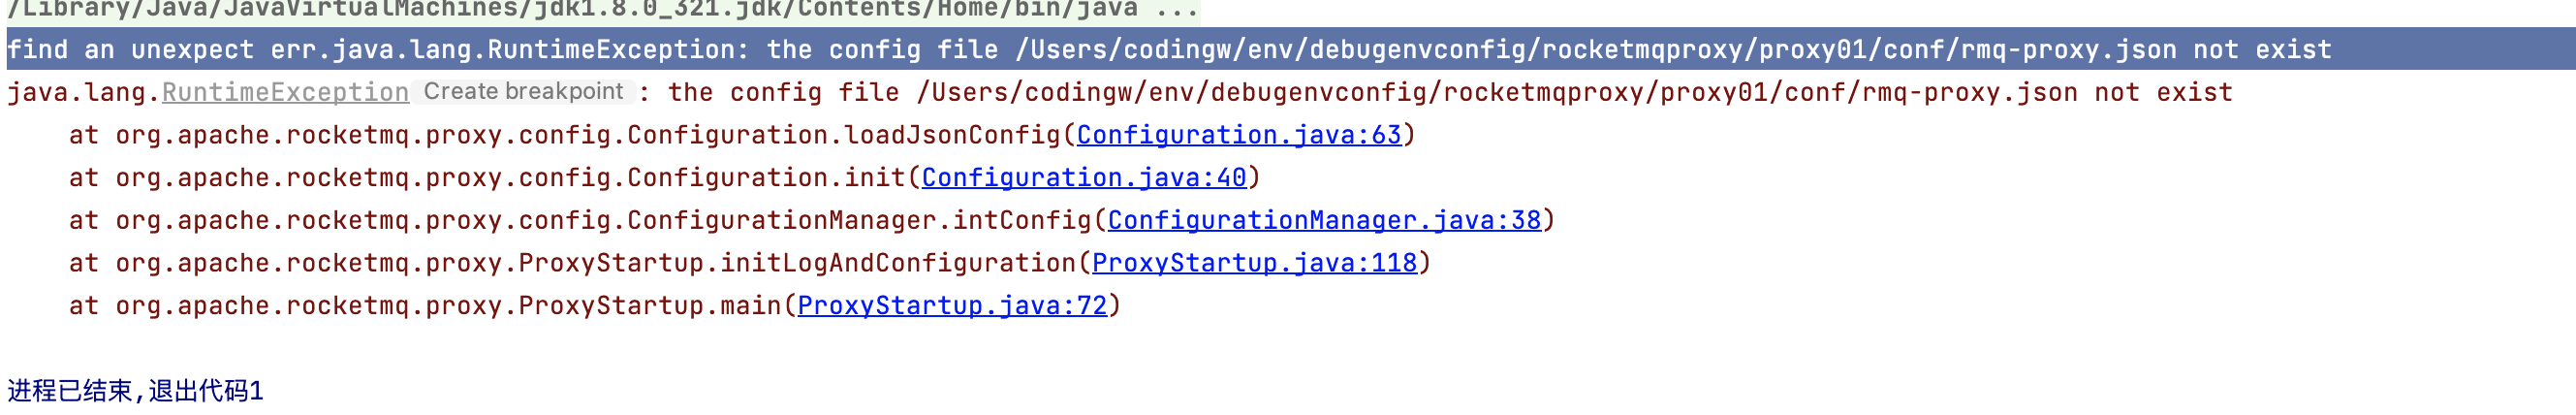 /Library/Java/JavaVirtualMachines/jdk1.8.0_321.jdk/Contents/Home/bin/java ...
find an unexpect err.java.lang.RuntimeException: the config file /Users/codingw/env/debugenvconfig/rocketmqproxy/proxy01/conf/rmq-proxy.json not exist
java.lang.RuntimeException Create breakpoint : the config file /Users/codingw/env/debugenvconfig/rocketmqproxy/proxy01/conf/rmq-proxy.json not exist
    at org.apache.rocketmq.proxy.config.Configuration.loadJsonConfig(Configuration.java:63)
    at org.apache.rocketmq.proxy.config.Configuration.init(Configuration.java:40)
    at org.apache.rocketmq.proxy.config.ConfigurationManager.intConfig(ConfigurationManager.java:38)
    at org.apache.rocketmq.proxy.ProxyStartup.initLogAndConfiguration(ProxyStartup.java:118)
    at org.apache.rocketmq.proxy.ProxyStartup.main(ProxyStartup.java:72)
进程已结束,退出代码1